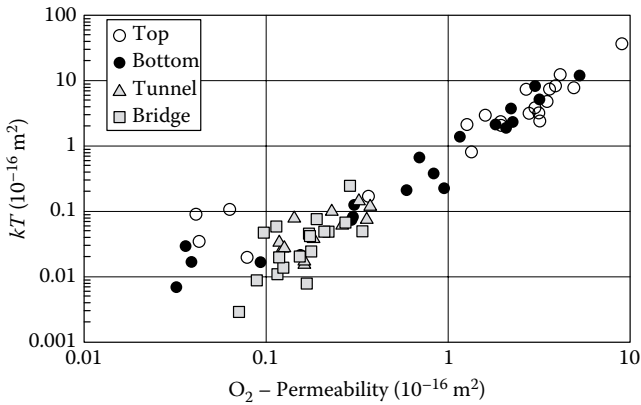 100
10
1
0.1
0.01
0.001
kT (10⁻¹⁶ m²)
Top
Bottom
Tunnel
Bridge
0.01 0.1 1 10
O₂ – Permeability (10⁻¹⁶ m²)